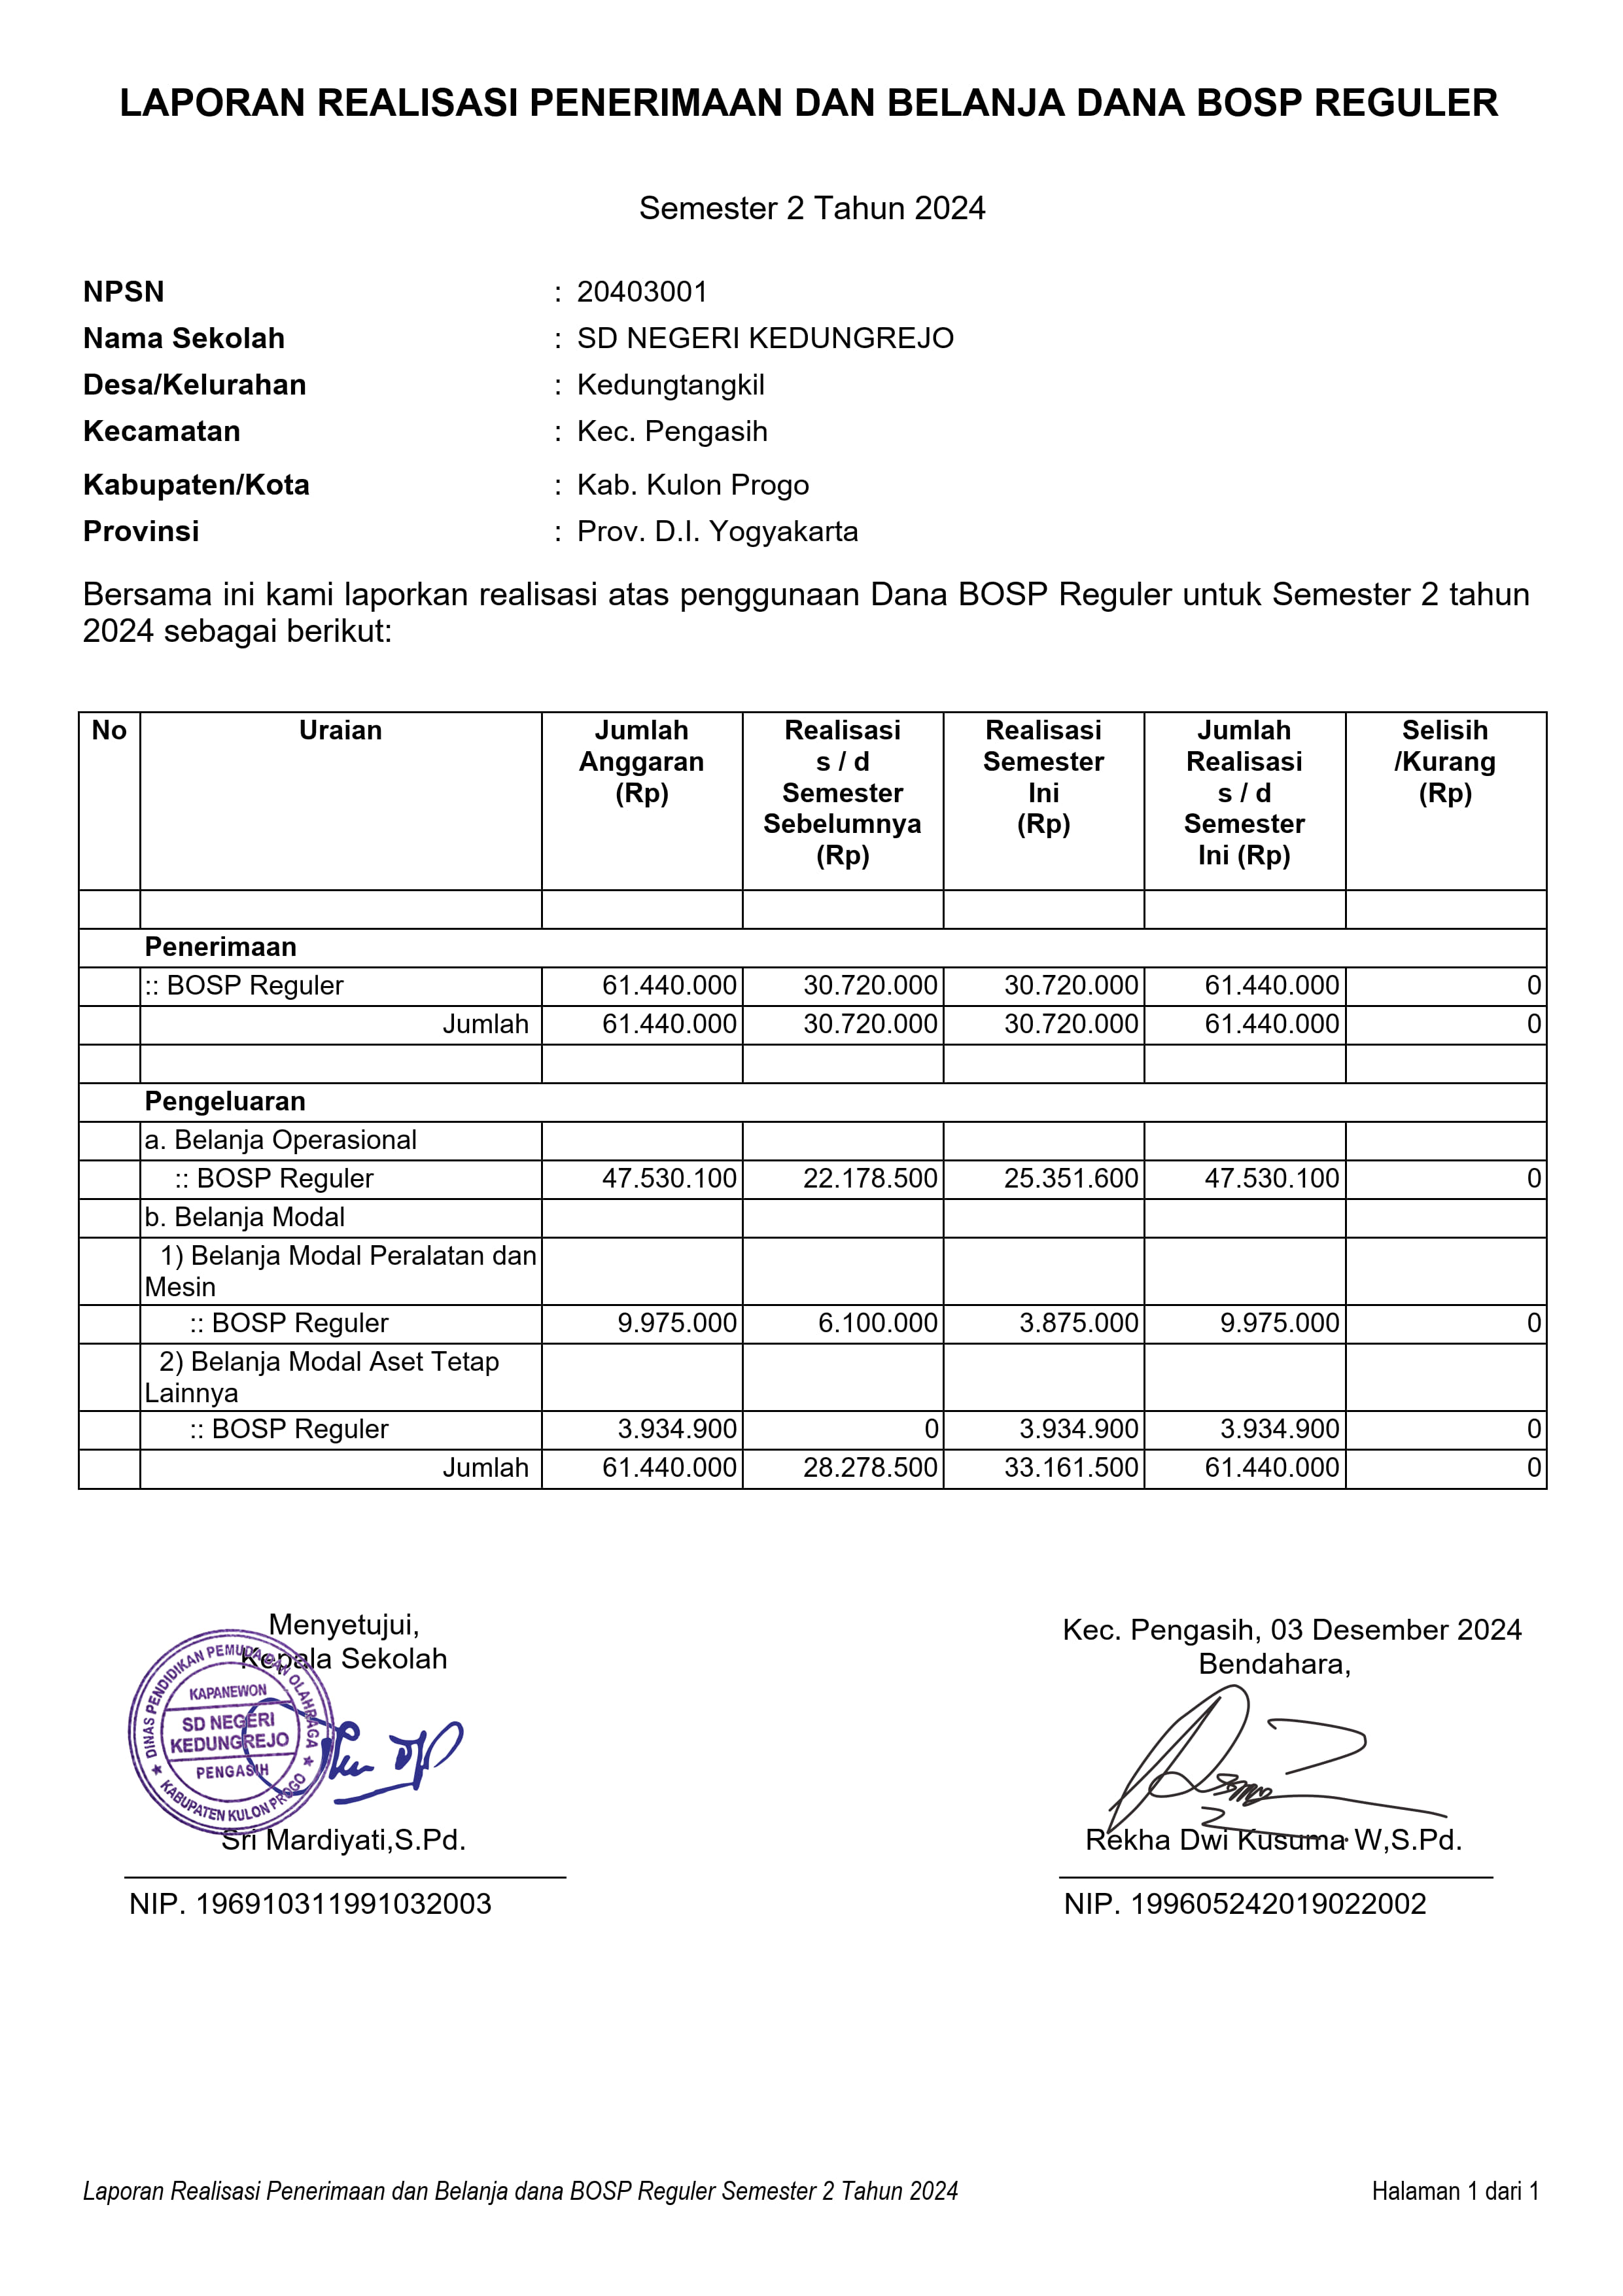 LAPORAN REALISASI PENERIMAAN DAN BELANJA DANA BOSP REGULER
Semester 2 Tahun 2024
NPSN : 20403001
Nama Sekolah : SD NEGERI KEDUNGREJO
Desa/Kelurahan : Kedungtangkil
Kecamatan : Kec. Pengasih
Kabupaten/Kota : Kab. Kulon Progo
Provinsi : Prov. D.I. Yogyakarta
Bersama ini kami laporkan realisasi atas penggunaan Dana BOSP Reguler untuk Semester 2 tahun
2024 sebagai berikut:
No Uraian Jumlah Anggaran (Rp) Realisasi s / d Semester Sebelumnya (Rp) Realisasi Semester Ini (Rp) Jumlah Realisasi s / d Semester Ini (Rp) Selisih /Kurang (Rp)
Penerimaan
:: BOSP Reguler 61.440.000 30.720.000 30.720.000 61.440.000 0
Jumlah 61.440.000 30.720.000 30.720.000 61.440.000 0
Pengeluaran
a. Belanja Operasional
:: BOSP Reguler 47.530.100 22.178.500 25.351.600 47.530.100 0
b. Belanja Modal
1) Belanja Modal Peralatan dan
Mesin
:: BOSP Reguler 9.975.000 6.100.000 3.875.000 9.975.000 0
2) Belanja Modal Aset Tetap
Lainnya
:: BOSP Reguler 3.934.900 0 3.934.900 3.934.900 0
Jumlah 61.440.000 28.278.500 33.161.500 61.440.000 0
Menyetujui,
Kepala Sekolah
DINAS PENDIDIKAN PEMUDA DAN OLAHRAGA
KAPANEWON
SD NEGERI
KEDUNGREJO
PENGASIH
KABUPATEN KULON PROGO
Sri Mardiyati,S.Pd.
NIP. 196910311991032003
Kec. Pengasih, 03 Desember 2024
Bendahara,
Rekha Dwi Kusuma W,S.Pd.
NIP. 199605242019022002
Laporan Realisasi Penerimaan dan Belanja dana BOSP Reguler Semester 2 Tahun 2024
Halaman 1 dari 1